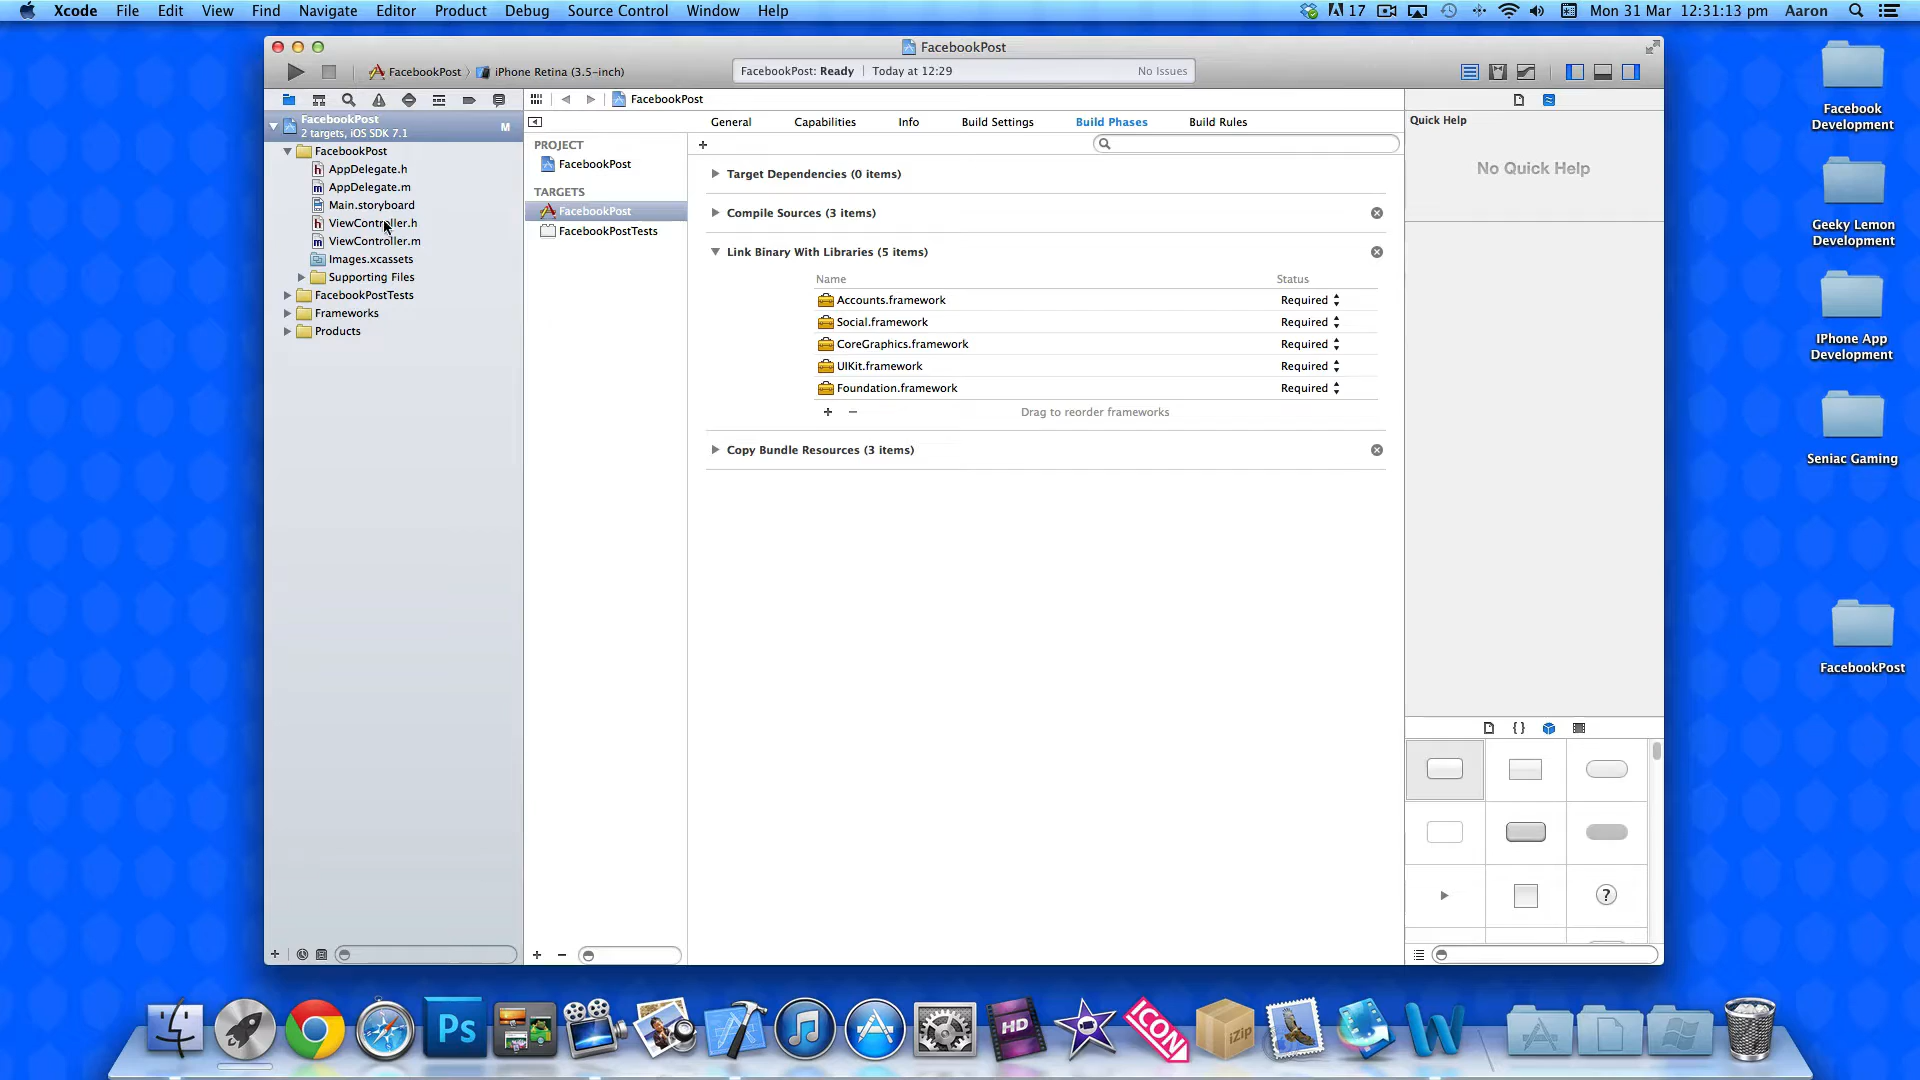 Xcode File Edit View Find Navigate Editor Product Debug Source Control Window Help 17 Mon 31 Mar 12:31:13 pm Aaron
FacebookPost
FacebookPost iPhone Retina (3.5-inch)
FacebookPost: Ready Today at 12:29 No Issues
FacebookPost
2 targets, iOS SDK 7.1
M
FacebookPost
AppDelegate.h
AppDelegate.m
Main.storyboard
ViewController.h
ViewController.m
Images.xcassets
Supporting Files
FacebookPostTests
Frameworks
Products
FacebookPost
General Capabilities Info Build Settings Build Phases Build Rules
PROJECT
FacebookPost
TARGETS
FacebookPost
FacebookPostTests
Target Dependencies (0 items)
Compile Sources (3 items)
Link Binary With Libraries (5 items)
Name Status
Accounts.framework Required
Social.framework Required
CoreGraphics.framework Required
UIKit.framework Required
Foundation.framework Required
Drag to reorder frameworks
Copy Bundle Resources (3 items)
Quick Help
No Quick Help
Facebook
Development
Geeky Lemon
Development
IPhone App
Development
Seniac Gaming
FacebookPost
Ps
HD
ICON
iZip
W